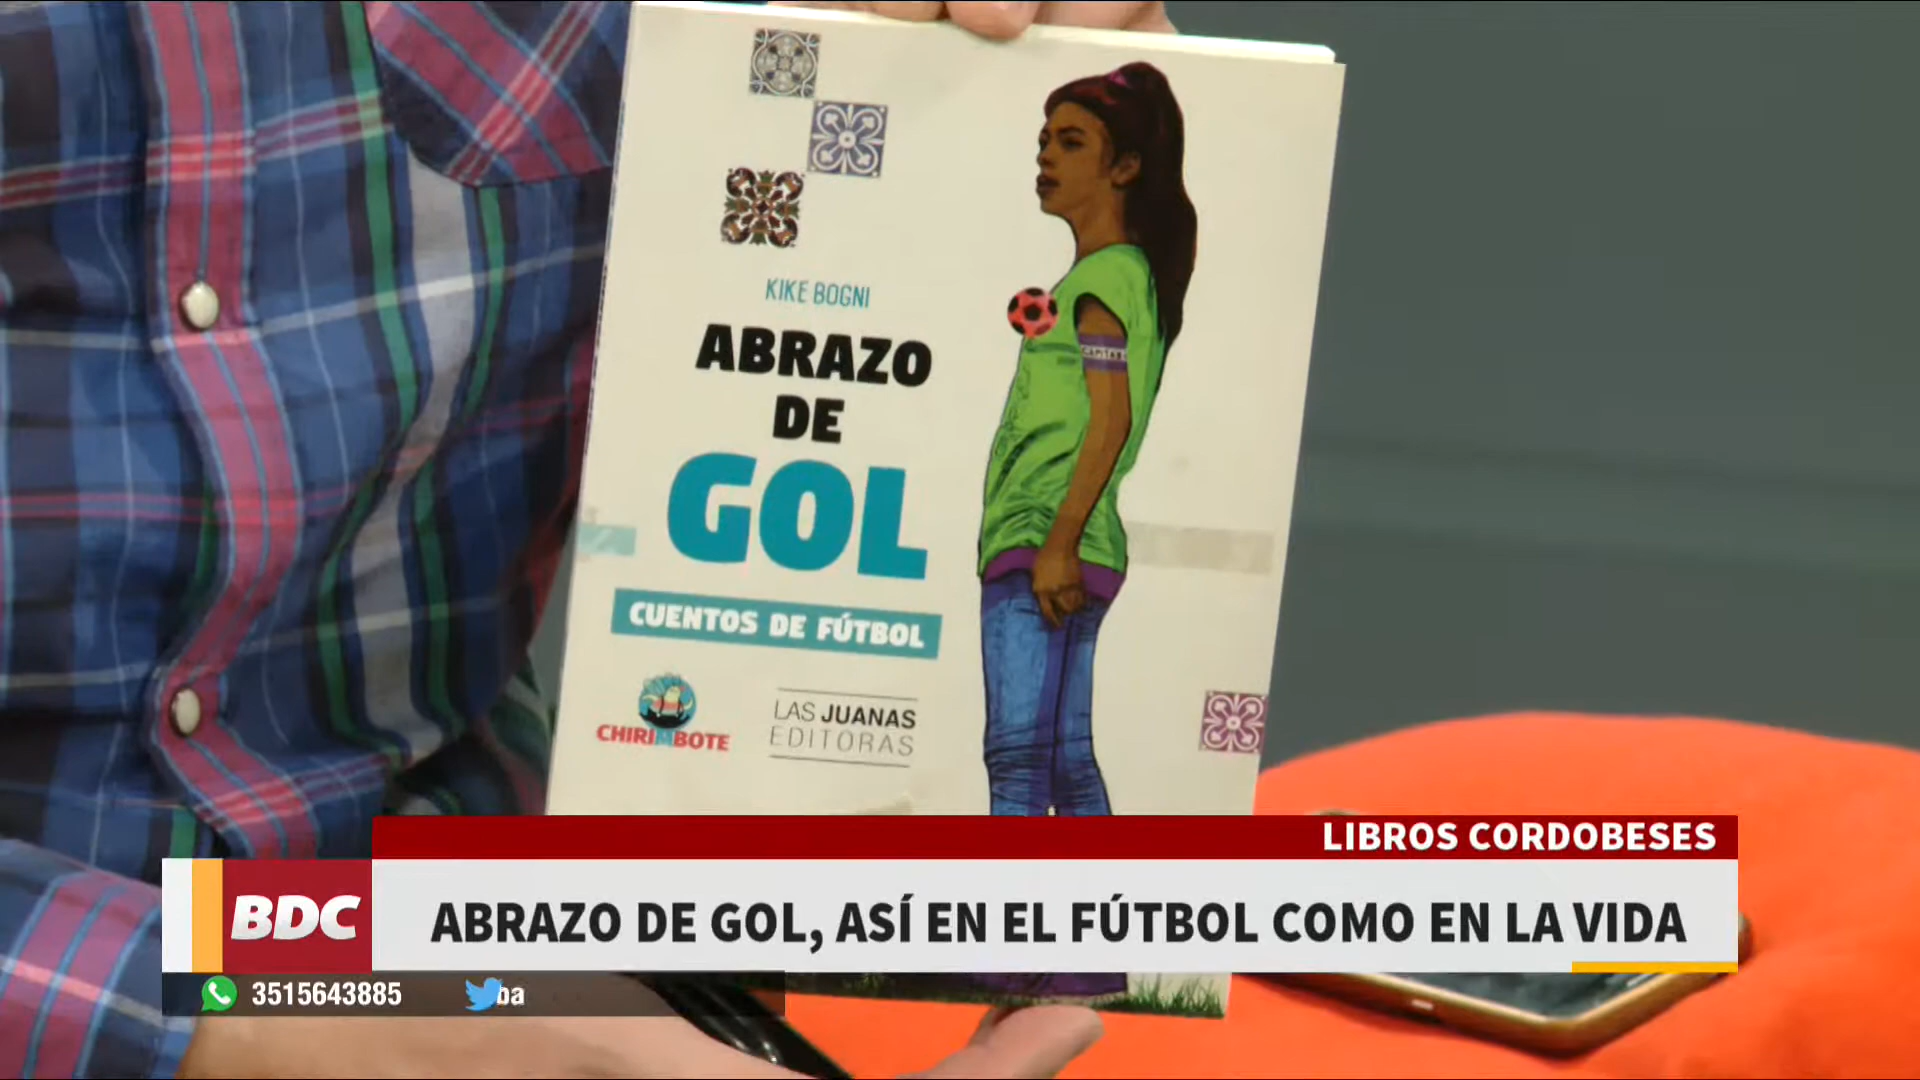 KIKE BOGNI
ABRAZO
DE
GOL
CUENTOS DE FÚTBOL
CHIRIMBOTE
LAS JUANAS
EDITORAS
LIBROS CORDOBESES
BDC
ABRAZO DE GOL, ASÍ EN EL FÚTBOL COMO EN LA VIDA
3515643885
ba